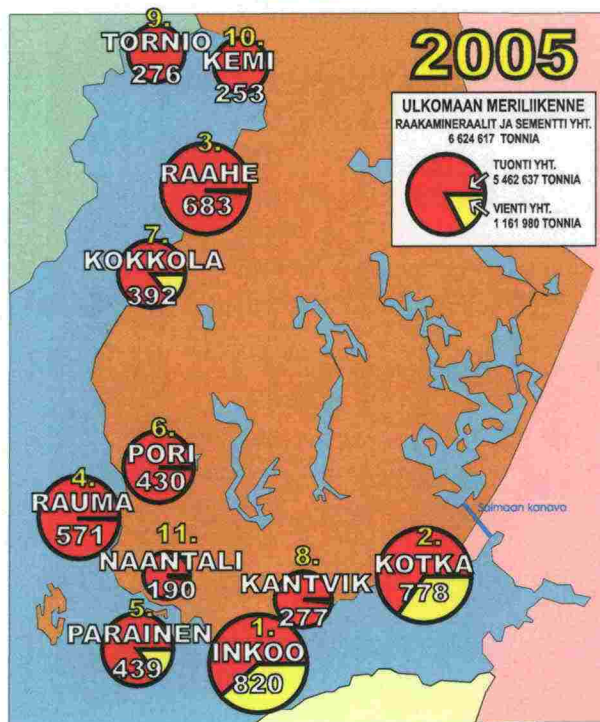 9.
TORNIO
276
10.
KEMI
253
2005
ULKOMAAN MERILIIKENNE
RAAKAMINERAALIT JA SEMENTTI YHT.
6 624 617 TONNIA
TUONTI YHT.
5 462 637 TONNIA
VIENTI YHT.
1 161 980 TONNIA
3.
RAAHE
683
7.
KOKKOLA
392
6.
PORI
430
4.
RAUMA
571
Saimaan kanava
11.
NAANTALI
190
8.
KANTVIK
277
2.
KOTKA
778
5.
PARAINEN
439
1.
INKOO
820